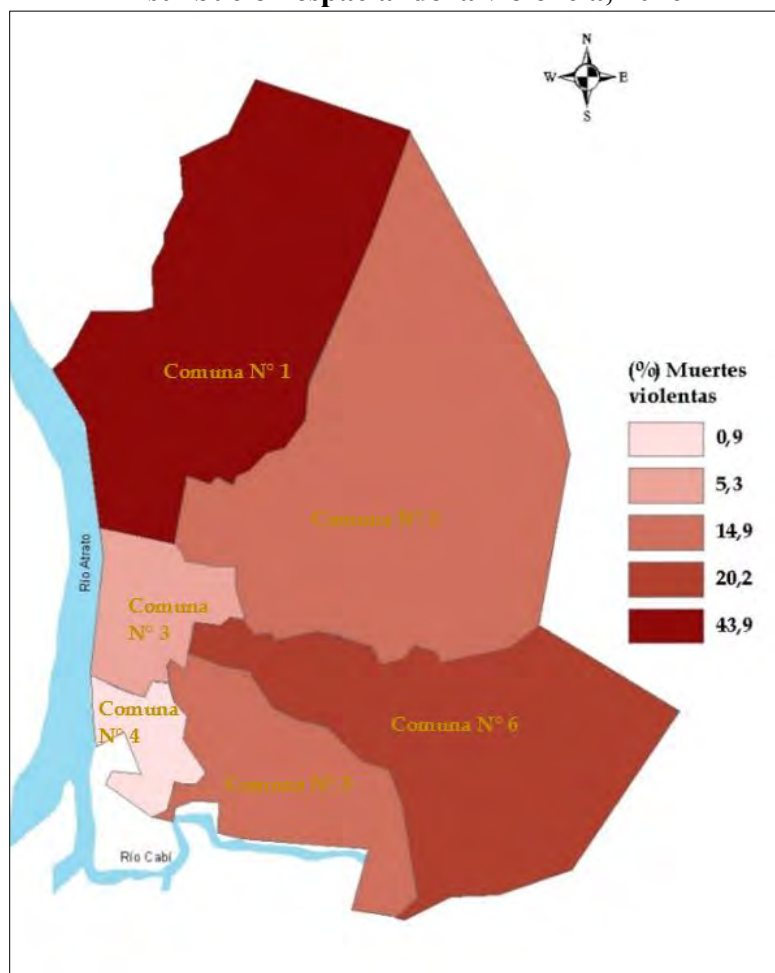 N
W E
S
Comuna N° 1
(%) Muertes
violentas
0,9
5,3
14,9
20,2
43,9
Comuna N° 2
Río Atrato
Comuna
N° 3
Comuna
N° 4
Comuna N° 6
Comuna N° 5
Río Cabí